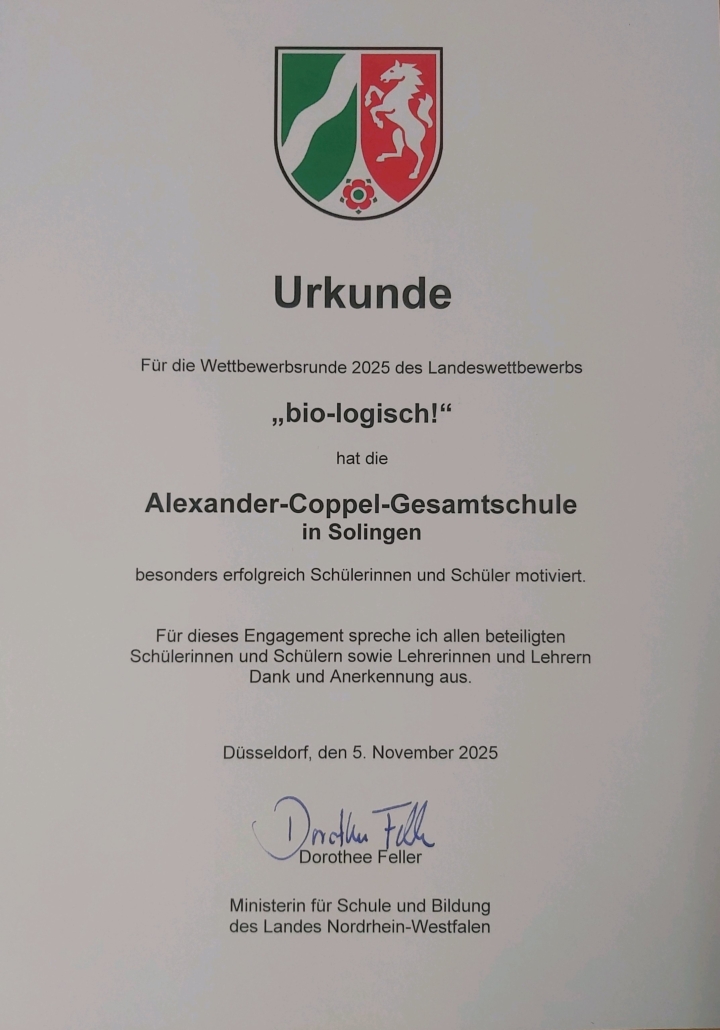 Urkunde
Für die Wettbewerbsrunde 2025 des Landeswettbewerbs
„bio-logisch!“
hat die
Alexander-Coppel-Gesamtschule
in Solingen
besonders erfolgreich Schülerinnen und Schüler motiviert.
Für dieses Engagement spreche ich allen beteiligten
Schülerinnen und Schülern sowie Lehrerinnen und Lehrern
Dank und Anerkennung aus.
Düsseldorf, den 5. November 2025
Dorothee Feller
Dorothee Feller
Ministerin für Schule und Bildung
des Landes Nordrhein-Westfalen